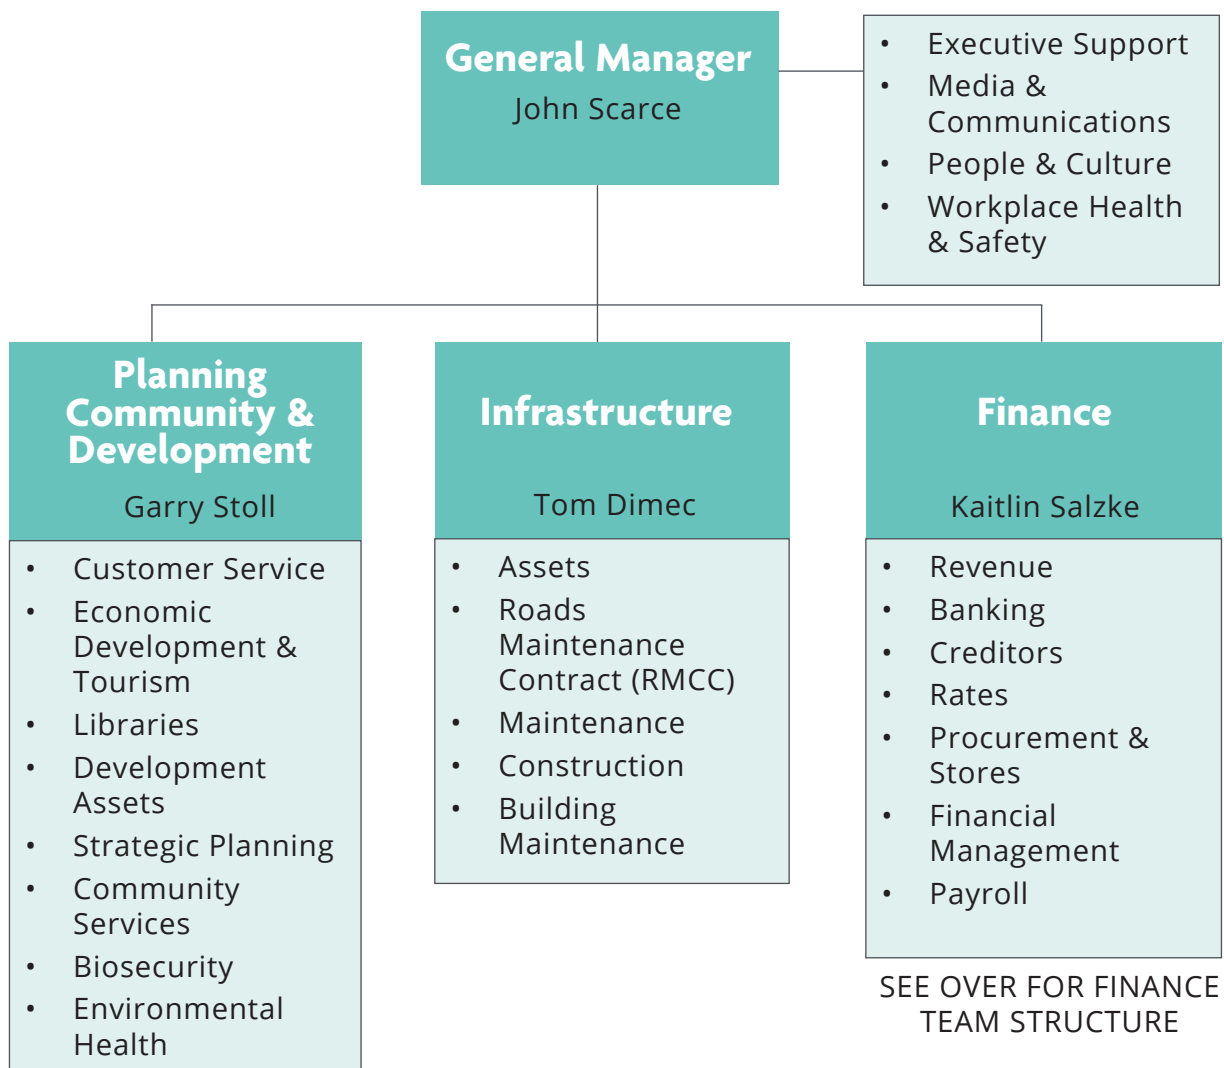 General Manager
John Scarce
• Executive Support
• Media &
Communications
• People & Culture
• Workplace Health
& Safety
Planning
Community &
Development
Garry Stoll
• Customer Service
• Economic
Development &
Tourism
• Libraries
• Development
Assets
• Strategic Planning
• Community
Services
• Biosecurity
• Environmental
Health
Infrastructure
Tom Dimec
• Assets
• Roads
Maintenance
Contract (RMCC)
• Maintenance
• Construction
• Building
Maintenance
Finance
Kaitlin Salzke
• Revenue
• Banking
• Creditors
• Rates
• Procurement &
Stores
• Financial
Management
• Payroll
SEE OVER FOR FINANCE
TEAM STRUCTURE